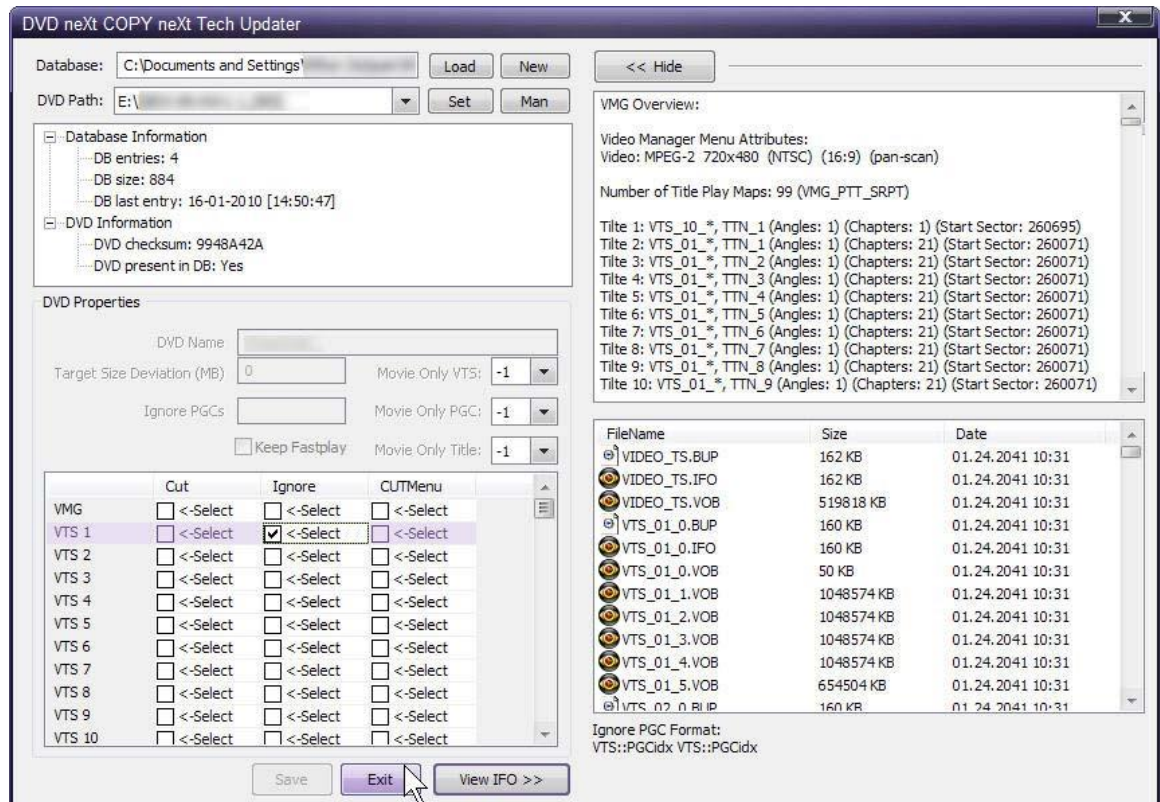 DVD neXt COPY neXt Tech Updater
X
Database: C:\Documents and Settings' Load New
DVD Path: E:\ Set Man
Database Information
DB entries: 4
DB size: 884
DB last entry: 16-01-2010 [14:50:47]
DVD Information
DVD checksum: 9948A42A
DVD present in DB: Yes
DVD Properties
DVD Name
Target Size Deviation (MB) 0 Movie Only VTS: -1
Ignore PGCs Movie Only PGC: -1
Keep Fastplay Movie Only Title: -1
Cut Ignore CUTMenu
VMG <-Select <-Select <-Select
VTS 1 <-Select <-Select <-Select
VTS 2 <-Select <-Select <-Select
VTS 3 <-Select <-Select <-Select
VTS 4 <-Select <-Select <-Select
VTS 5 <-Select <-Select <-Select
VTS 6 <-Select <-Select <-Select
VTS 7 <-Select <-Select <-Select
VTS 8 <-Select <-Select <-Select
VTS 9 <-Select <-Select <-Select
VTS 10 <-Select <-Select <-Select
Save Exit View IFO >>
<< Hide
VMG Overview:
Video Manager Menu Attributes:
Video: MPEG-2 720x480 (NTSC) (16:9) (pan-scan)
Number of Title Play Maps: 99 (VMG_PTT_SRPT)
Tilte 1: VTS_10_*, TTN_1 (Angles: 1) (Chapters: 1) (Start Sector: 260695)
Tilte 2: VTS_01_*, TTN_1 (Angles: 1) (Chapters: 21) (Start Sector: 260071)
Tilte 3: VTS_01_*, TTN_2 (Angles: 1) (Chapters: 21) (Start Sector: 260071)
Tilte 4: VTS_01_*, TTN_3 (Angles: 1) (Chapters: 21) (Start Sector: 260071)
Tilte 5: VTS_01_*, TTN_4 (Angles: 1) (Chapters: 21) (Start Sector: 260071)
Tilte 6: VTS_01_*, TTN_5 (Angles: 1) (Chapters: 21) (Start Sector: 260071)
Tilte 7: VTS_01_*, TTN_6 (Angles: 1) (Chapters: 21) (Start Sector: 260071)
Tilte 8: VTS_01_*, TTN_7 (Angles: 1) (Chapters: 21) (Start Sector: 260071)
Tilte 9: VTS_01_*, TTN_8 (Angles: 1) (Chapters: 21) (Start Sector: 260071)
Tilte 10: VTS_01_*, TTN_9 (Angles: 1) (Chapters: 21) (Start Sector: 260071)
FileName Size Date
VIDEO_TS.BUP 162 KB 01.24.2041 10:31
VIDEO_TS.IFO 162 KB 01.24.2041 10:31
VIDEO_TS.VOB 519818 KB 01.24.2041 10:31
VTS_01_0.BUP 160 KB 01.24.2041 10:31
VTS_01_0.IFO 160 KB 01.24.2041 10:31
VTS_01_0.VOB 50 KB 01.24.2041 10:31
VTS_01_1.VOB 1048574 KB 01.24.2041 10:31
VTS_01_2.VOB 1048574 KB 01.24.2041 10:31
VTS_01_3.VOB 1048574 KB 01.24.2041 10:31
VTS_01_4.VOB 1048574 KB 01.24.2041 10:31
VTS_01_5.VOB 654504 KB 01.24.2041 10:31
VTS_02_0.BUP 160 KB 01.24.2041 10:31
Ignore PGC Format:
VTS::PGCidx VTS::PGCidx